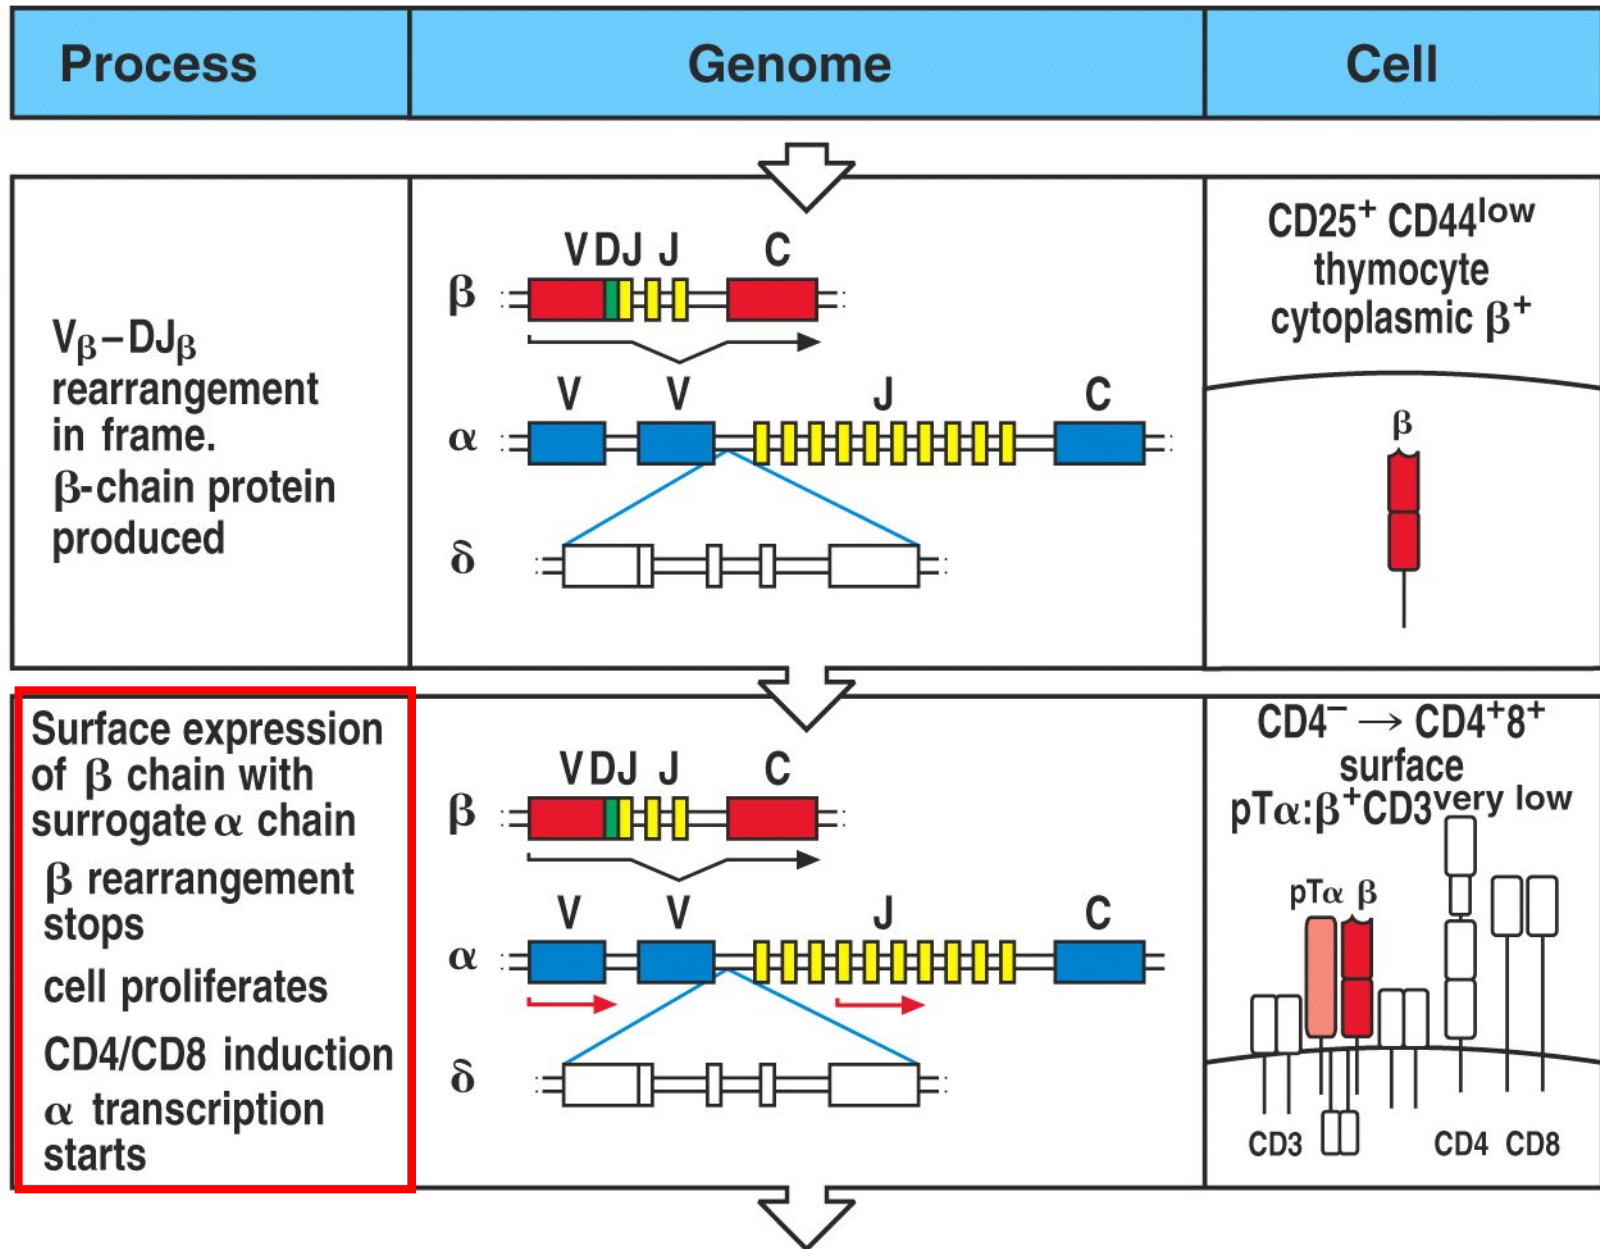 Process
Genome
Cell
Vβ–DJβ
rearrangement
in frame.
β-chain protein
produced
V D J J C
β
V V J C
α
δ
CD25⁺ CD44ˡᵒʷ
thymocyte
cytoplasmic β⁺
β
Surface expression
of β chain with
surrogate α chain
β rearrangement
stops
cell proliferates
CD4/CD8 induction
α transcription
starts
V D J J C
β
V V J C
α
δ
CD4⁻ → CD4⁺8⁺
surface
pTα:β⁺CD3ᵛᵉʳʸ ˡᵒʷ
pTα β
CD3 CD4 CD8